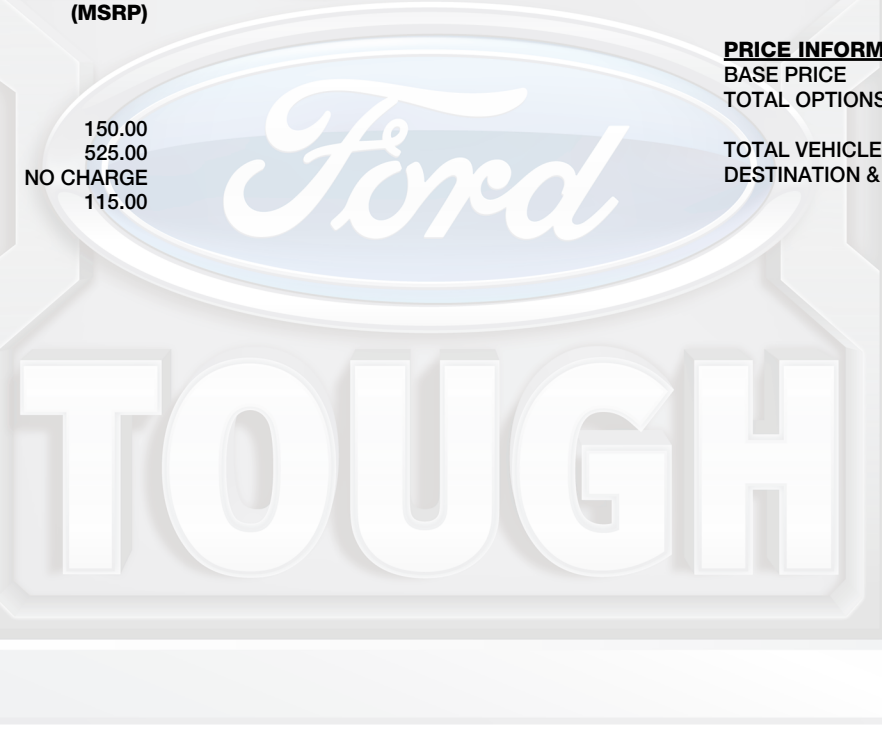 (MSRP)
150.00
525.00
NO CHARGE
115.00
PRICE INFORM
BASE PRICE
TOTAL OPTIONS
TOTAL VEHICLE
DESTINATION &
Ford
TOUGH